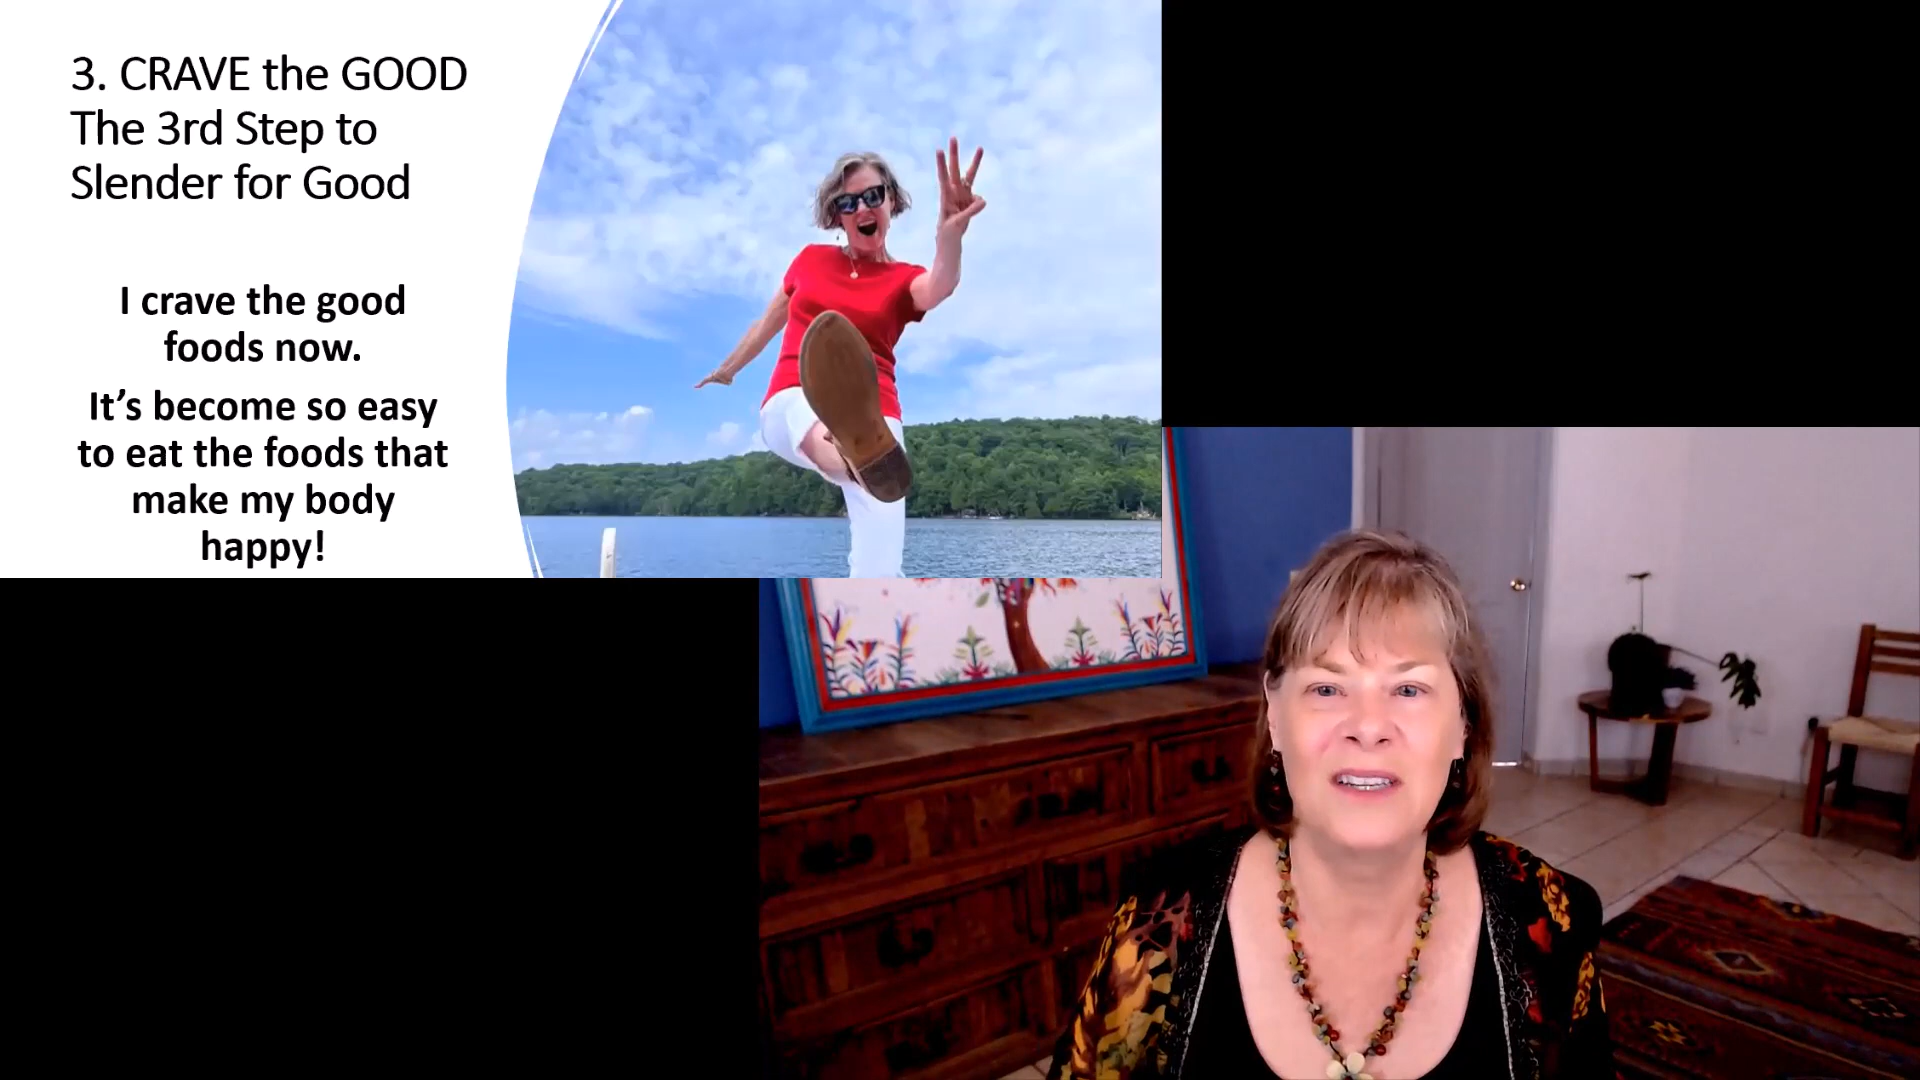 3. CRAVE the GOOD
The 3rd Step to
Slender for Good
I crave the good
foods now.
It’s become so easy
to eat the foods that
make my body
happy!